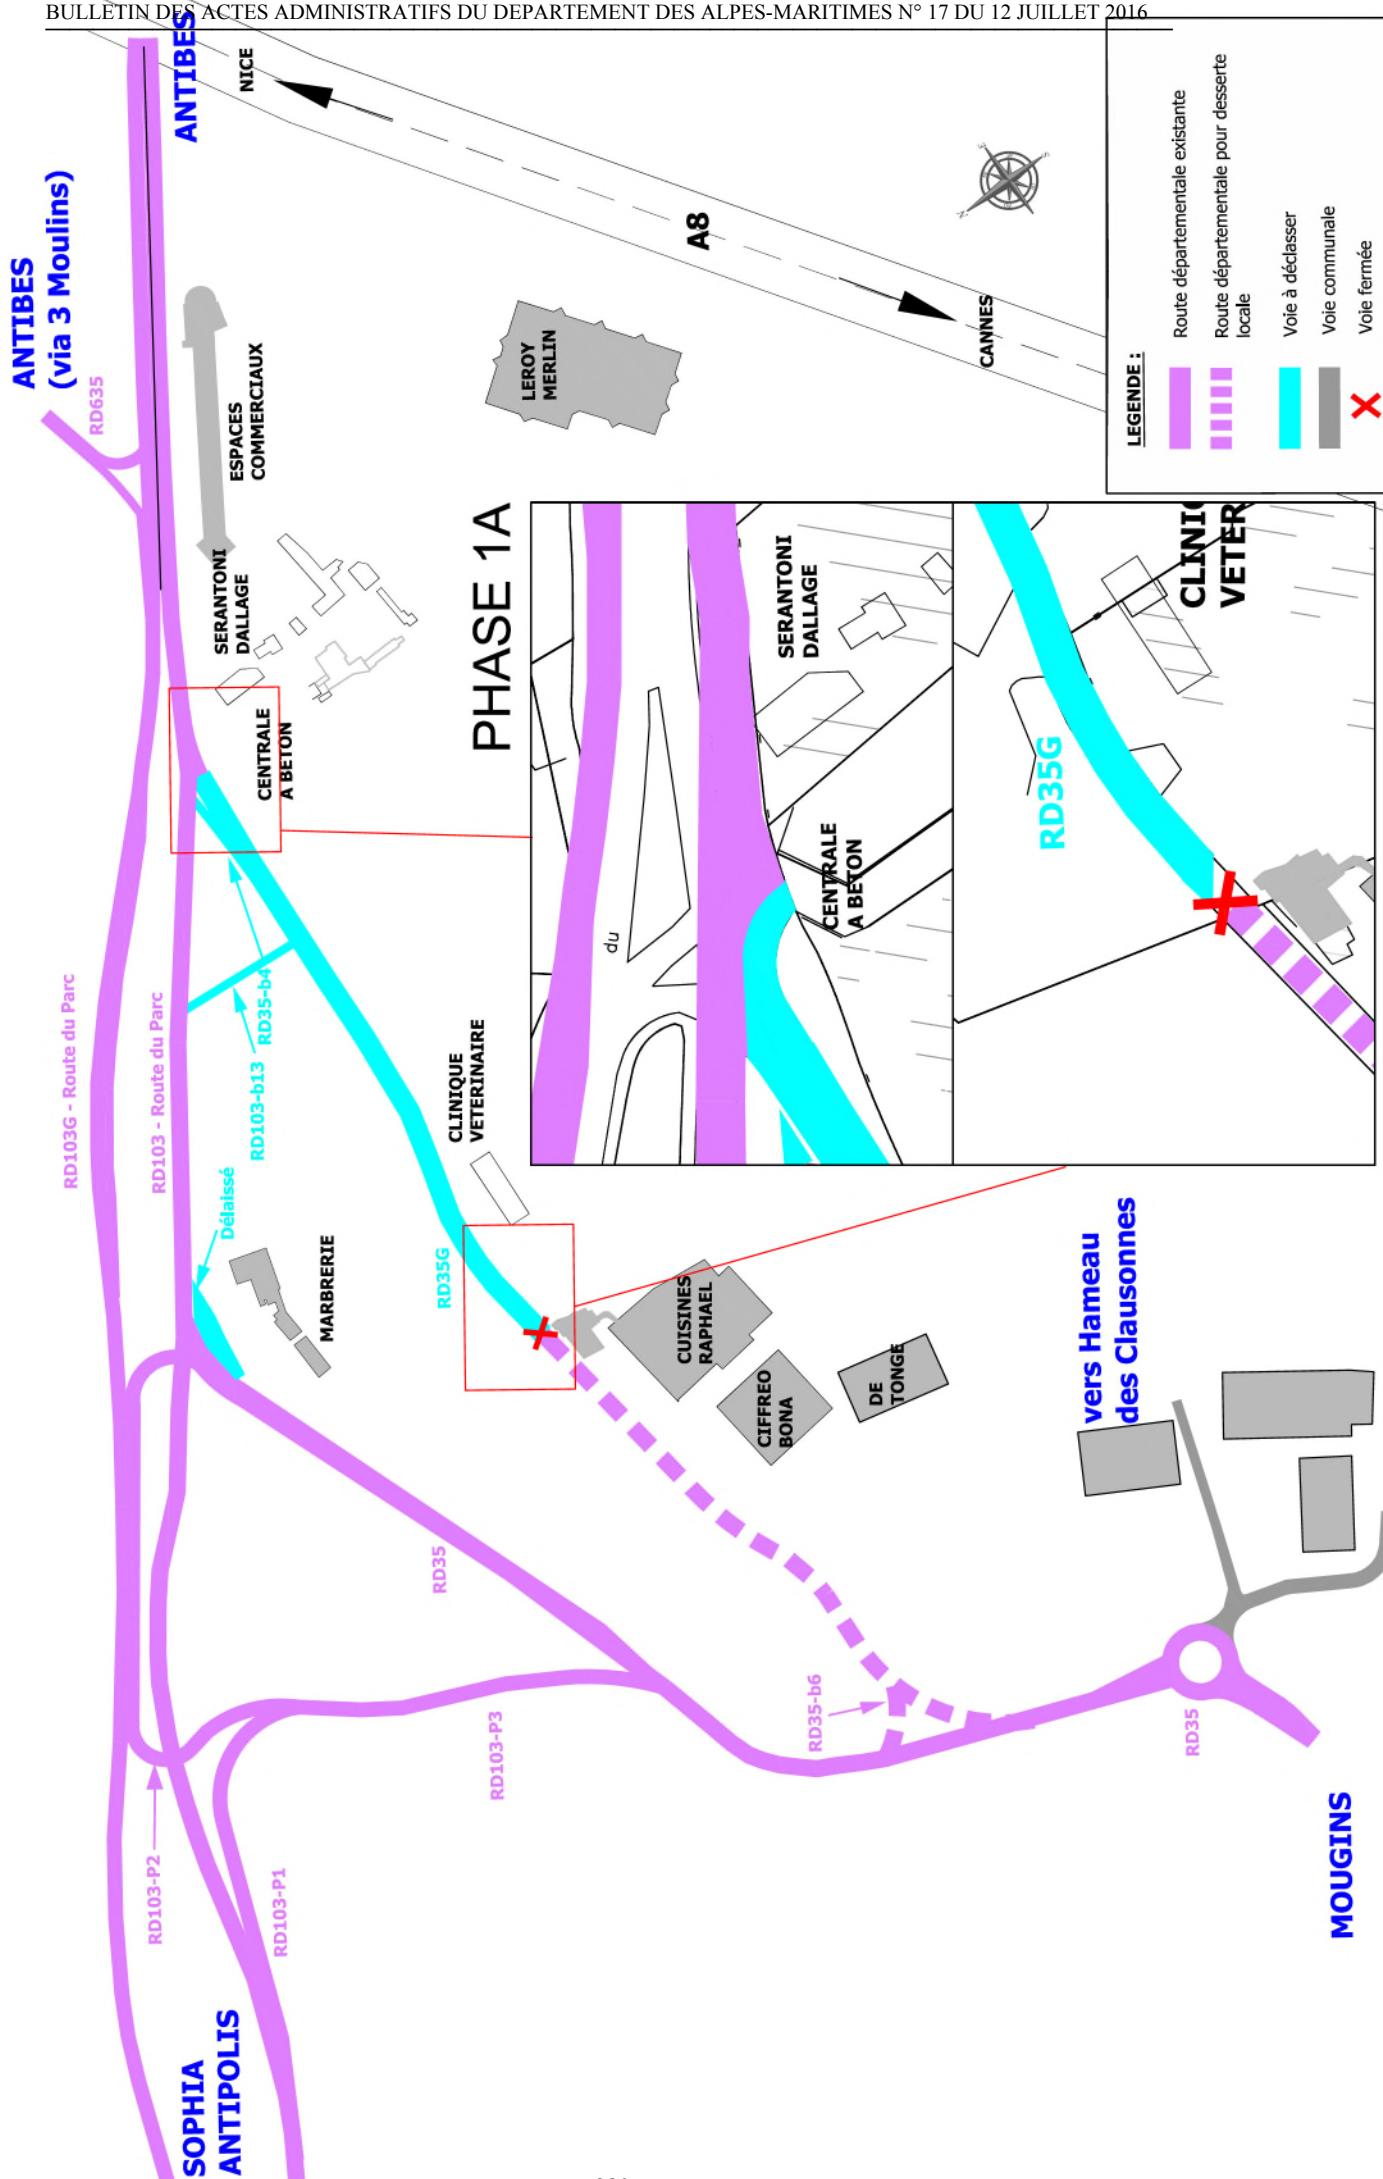 BULLETIN DES ACTES ADMINISTRATIFS DU DEPARTEMENT DES ALPES-MARITIMES N° 17 DU 12 JUILLET 2016
ANTIBES
(via 3 Moulins)
ANTIBES
NICE
RD635
ESPACES
COMMERCIAUX
LEROY
MERLIN
A8
CANNES
LEGENDE :
Route départementale existante
Route départementale pour desserte
locale
Voie à déclasser
Voie communale
Voie fermée
SERANTONI
DALLAGE
CENTRALE
A BETON
PHASE 1A
SERANTONI
DALLAGE
CENTRALE
A BETON
du
CLINIC
VETER
RD35G
RD103G - Route du Parc
RD103 - Route du Parc
RD35-b4
RD103-b13
Délaissé
MARBRERIE
CLINIQUE
VETERINAIRE
RD35G
CUISINES
RAPHAEL
CIFFREO
BONA
DE
TONGE
vers Hameau
des Clausonnes
RD35
RD103-P3
RD35-b6
RD35
RD103-P2
RD103-P1
MOUGINS
SOPHIA
ANTIPOLIS